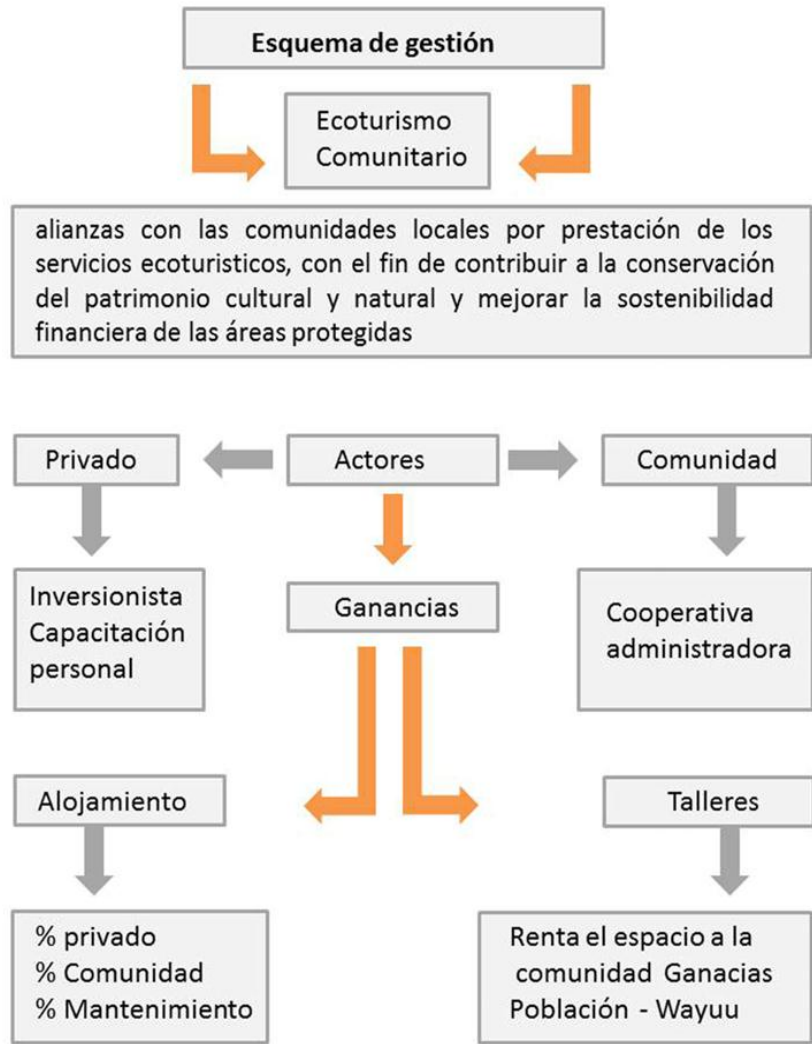 Esquema de gestión
Ecoturismo
Comunitario
alianzas con las comunidades locales por prestación de los
servicios ecoturisticos, con el fin de contribuir a la conservación
del patrimonio cultural y natural y mejorar la sostenibilidad
financiera de las áreas protegidas
Privado
Actores
Comunidad
Inversionista
Capacitación
personal
Ganancias
Cooperativa
administradora
Alojamiento
Talleres
% privado
% Comunidad
% Mantenimiento
Renta el espacio a la
comunidad Ganacias
Población - Wayuu